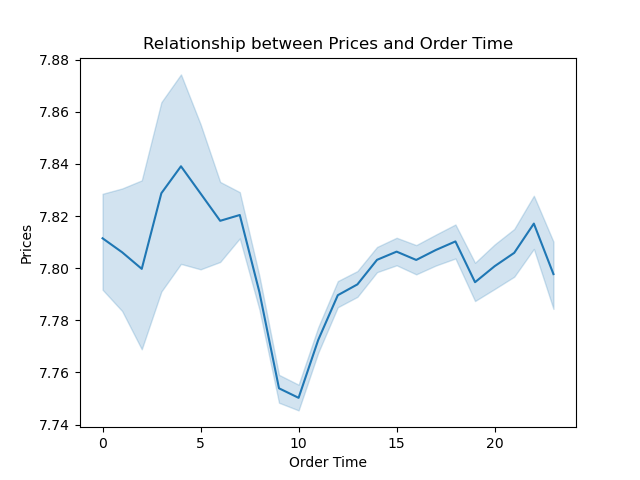 Relationship between Prices and Order Time
7.88
7.86
7.84
7.82
7.80
7.78
7.76
7.74
Prices
0 5 10 15 20
Order Time